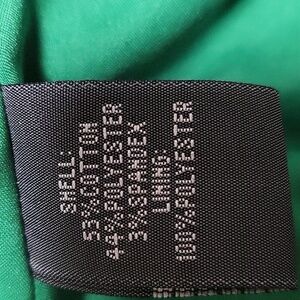 SHELL:
53%COTTON
44%POLYESTER
3%SPANDEX
LINING:
100%POLYESTER